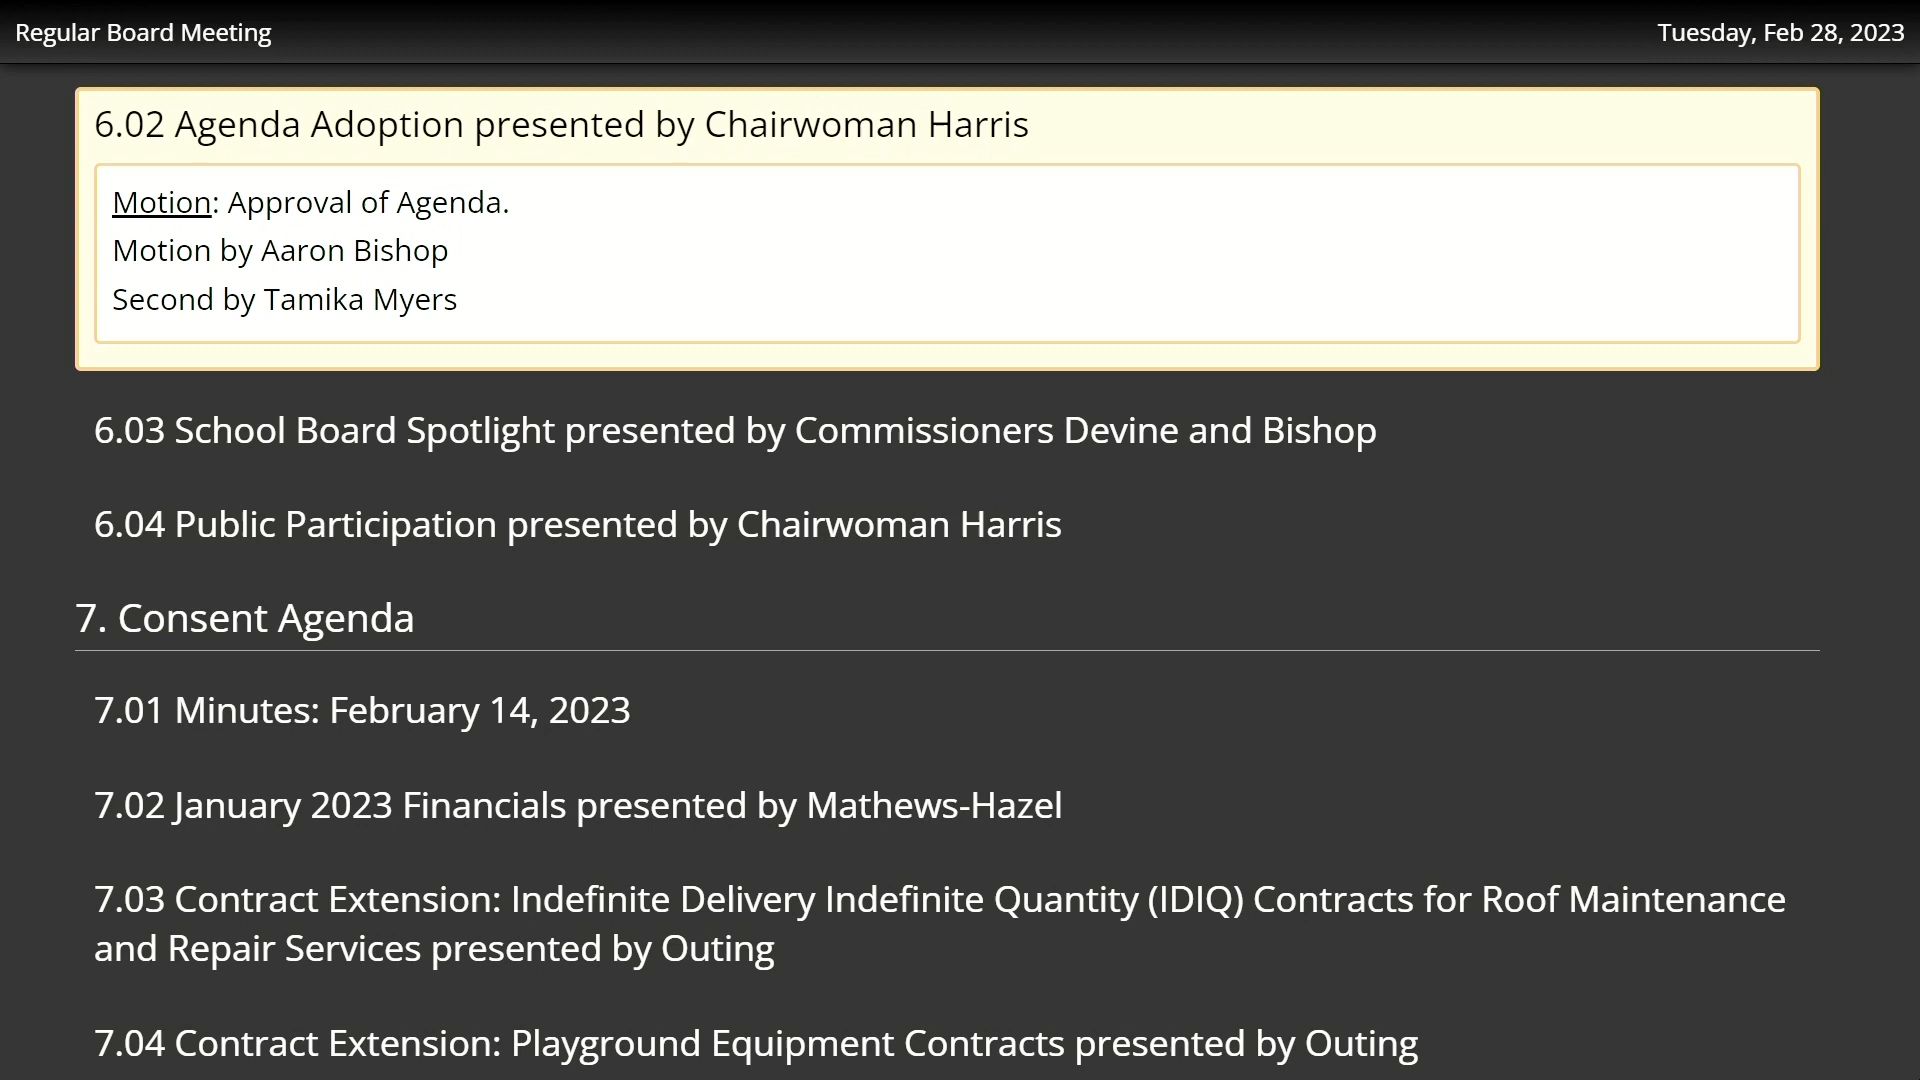 Regular Board Meeting
Tuesday, Feb 28, 2023
6.02 Agenda Adoption presented by Chairwoman Harris
Motion: Approval of Agenda.
Motion by Aaron Bishop
Second by Tamika Myers
6.03 School Board Spotlight presented by Commissioners Devine and Bishop
6.04 Public Participation presented by Chairwoman Harris
7. Consent Agenda
7.01 Minutes: February 14, 2023
7.02 January 2023 Financials presented by Mathews-Hazel
7.03 Contract Extension: Indefinite Delivery Indefinite Quantity (IDIQ) Contracts for Roof Maintenance
and Repair Services presented by Outing
7.04 Contract Extension: Playground Equipment Contracts presented by Outing